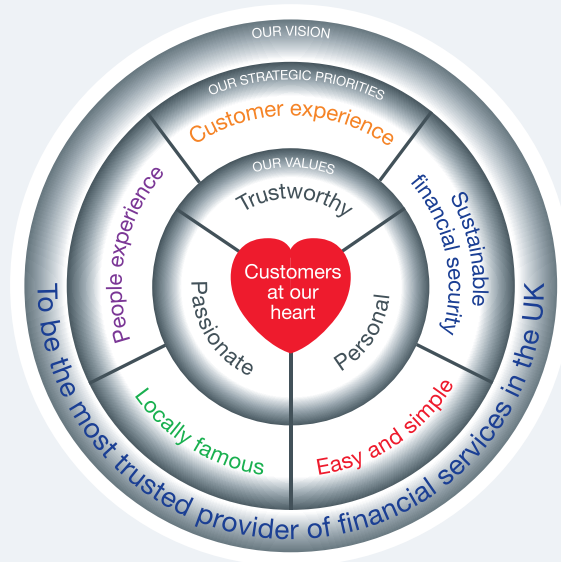 OUR VISION
OUR STRATEGIC PRIORITIES
Customer experience
Sustainable
financial security
Easy and simple
Locally famous
People experience
OUR VALUES
Trustworthy
Personal
Passionate
Customers
at our
heart
To be the most trusted provider of financial services in the UK